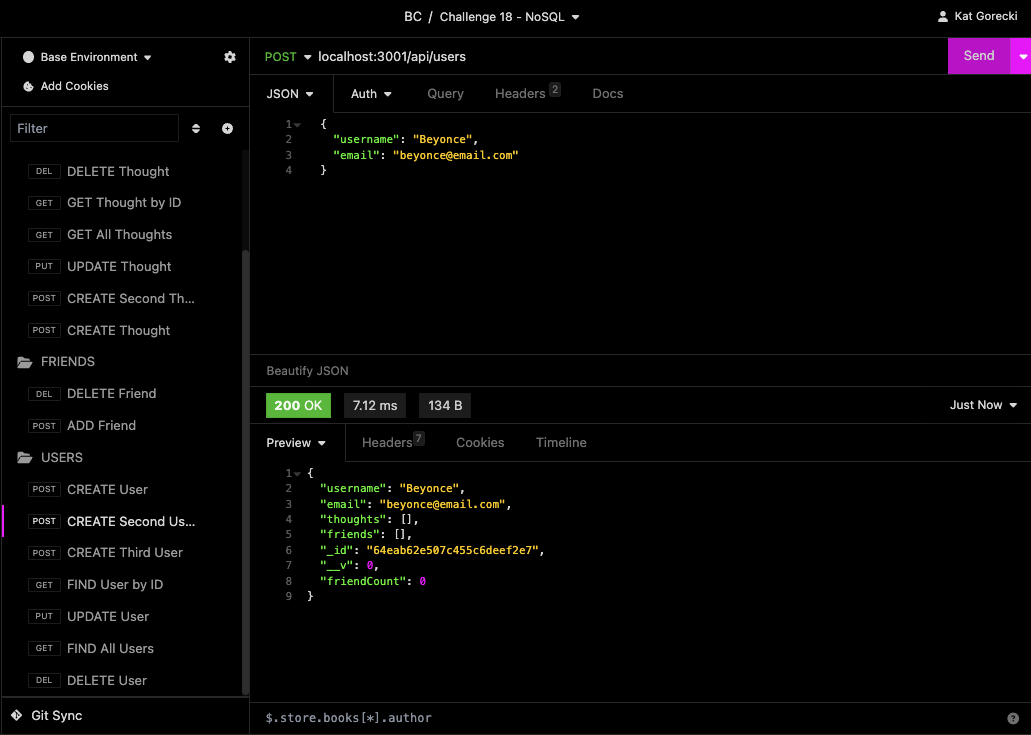 BC / Challenge 18 - NoSQL
Kat Gorecki
Base Environment
Add Cookies
Filter
DEL DELETE Thought
GET GET Thought by ID
GET GET All Thoughts
PUT UPDATE Thought
POST CREATE Second Th...
POST CREATE Thought
FRIENDS
DEL DELETE Friend
POST ADD Friend
USERS
POST CREATE User
POST CREATE Second Us...
POST CREATE Third User
GET FIND User by ID
PUT UPDATE User
GET FIND All Users
DEL DELETE User
Git Sync
POST localhost:3001/api/users
Send
JSON Auth Query Headers 2 Docs
1 {
2 "username": "Beyonce",
3 "email": "beyonce@email.com"
4 }
Beautify JSON
200 OK 7.12 ms 134 B Just Now
Preview Headers 7 Cookies Timeline
1 {
2 "username": "Beyonce",
3 "email": "beyonce@email.com",
4 "thoughts": [],
5 "friends": [],
6 "_id": "64eab62e507c455c6deef2e7",
7 "__v": 0,
8 "friendCount": 0
9 }
$.store.books[*].author
?